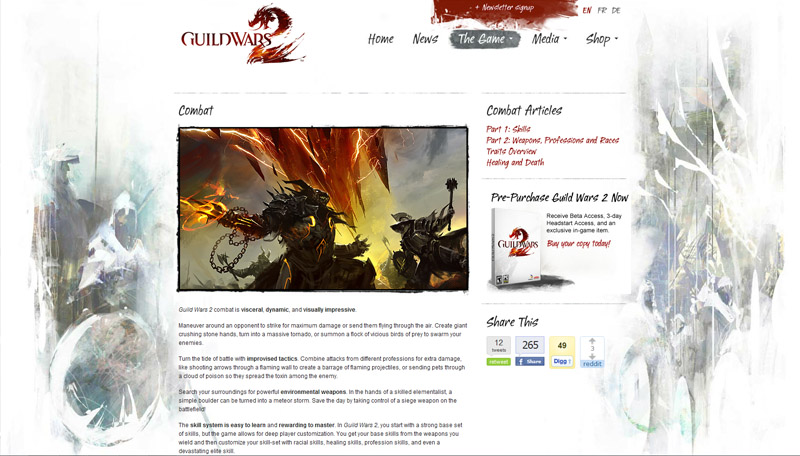 + Newsletter signup
EN FR DE
GUILDWARS 2
Home News The Game Media Shop
Combat
Guild Wars 2 combat is visceral, dynamic, and visually impressive.
Maneuver around an opponent to strike for maximum damage or send them flying through the air. Create giant
crushing stone hands, turn into a massive tornado, or summon a flock of vicious birds of prey to swarm your
enemies.
Turn the tide of battle with improvised tactics. Combine attacks from different professions for extra damage,
like shooting arrows through a flaming wall to create a barrage of flaming projectiles, or sending pets through
a cloud of poison so they spread the toxin among the enemy.
Search your surroundings for powerful environmental weapons. In the hands of a skilled elementalist, a
simple boulder can be turned into a meteor storm. Save the day by taking control of a siege weapon on the
battlefield!
The skill system is easy to learn and rewarding to master. In Guild Wars 2, you start with a strong base set
of skills, but the game allows for deep player customization. You get your base skills from the weapons you
wield and then customize your skill-set with racial skills, healing skills, profession skills, and even a
devastating elite skill.
Combat Articles
Part 1: Skills
Part 2: Weapons, Professions and Races
Traits Overview
Healing and Death
Pre-Purchase Guild Wars 2 Now
GUILDWARS 2
Receive Beta Access, 3-day
Headstart Access, and an
exclusive in-game item.
Buy your copy today!
Share This
12
tweets
retweet
265
Share
49
Digg
3
reddit